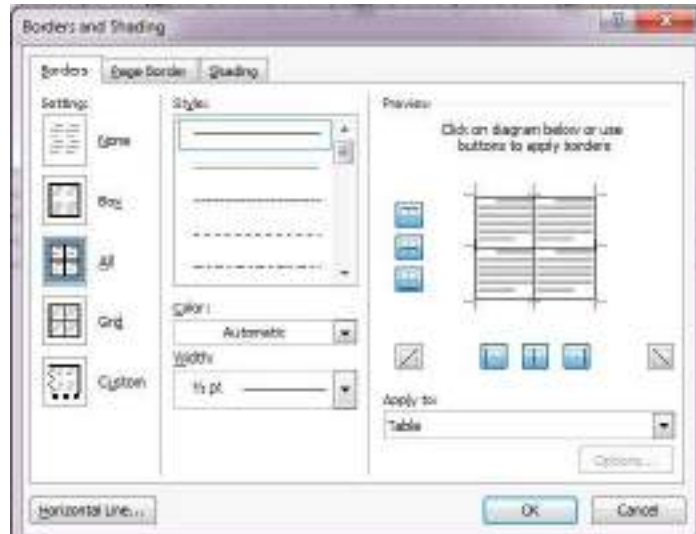 Borders and Shading
Borders Page Border Shading
Setting:
None
Box
All
Grid
Custom
Style:
Color:
Automatic
Width:
½ pt
Preview
Click on diagram below or use
buttons to apply borders
Apply to:
Table
Options...
Horizontal Line...
OK Cancel